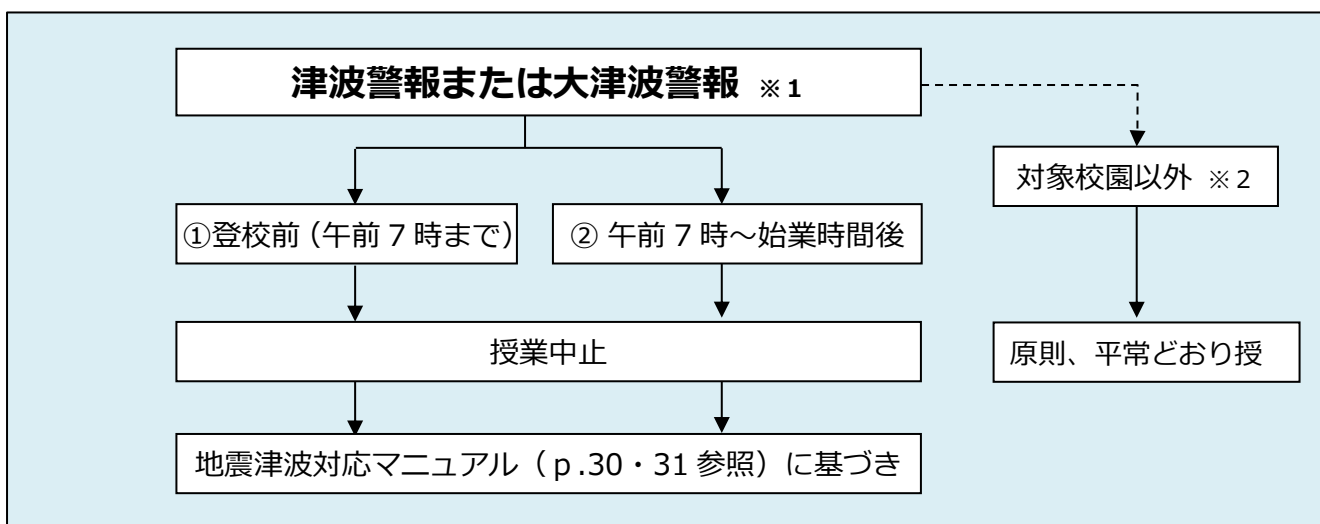 津波警報または大津波警報 ※1
対象校園以外 ※2
①登校前（午前7時まで）
② 午前7時～始業時間後
授業中止
原則、平常どおり授
地震津波対応マニュアル（ｐ.30・31 参照）に基づき